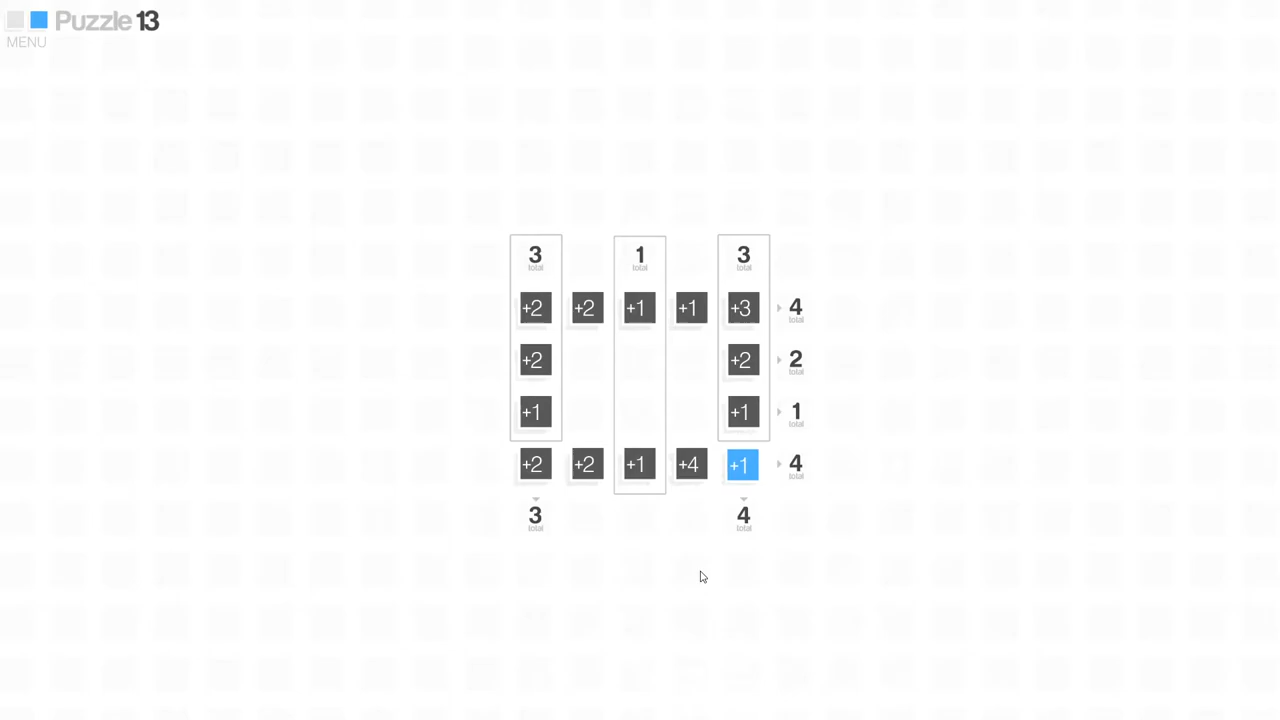 Puzzle 13
MENU
3 1 3
total total total
+2 +2 +1 +1 +3 4
total
+2 +2 2
total
+1 +1 1
total
+2 +2 +1 +4 +1 4
total
3 4
total total